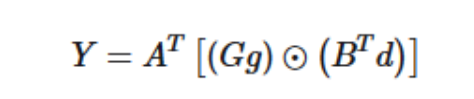 Y = A^T [(Gg) ⊙ (B^T d)]